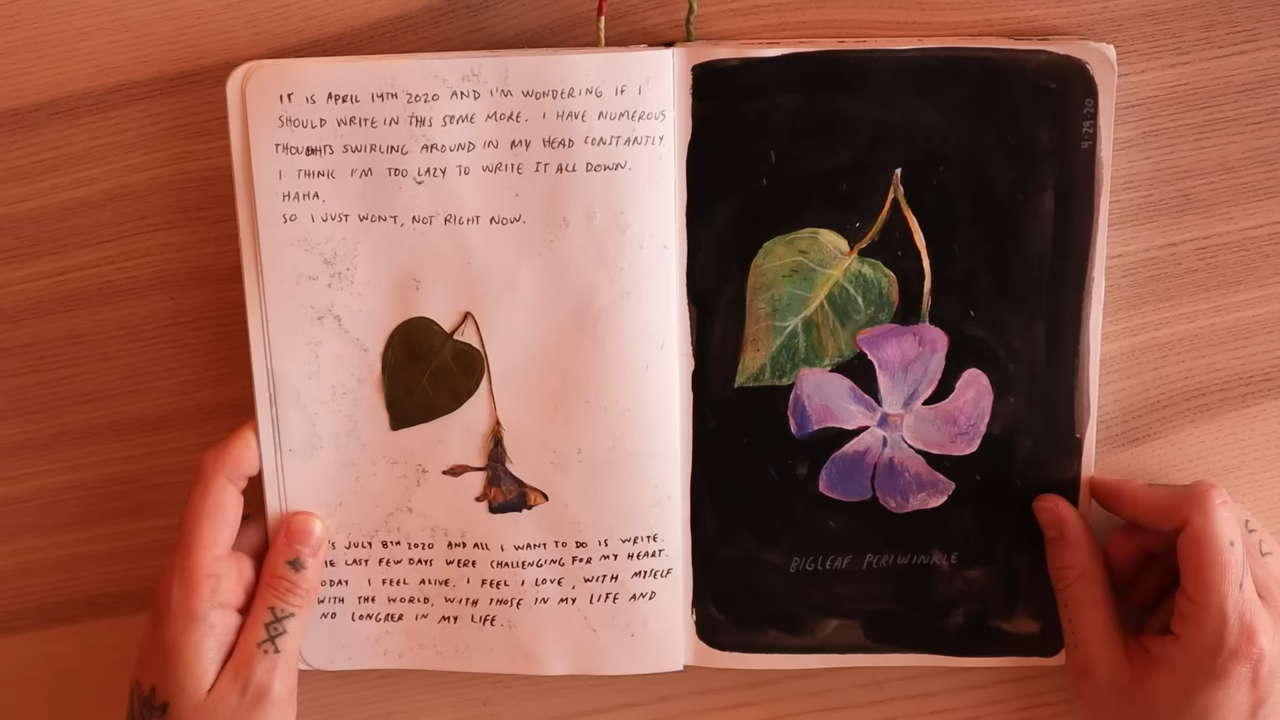 IT IS APRIL 14TH 2020 AND I'M WONDERING IF I
SHOULD WRITE IN THIS SOME MORE. I HAVE NUMEROUS
THOUGHTS SWIRLING AROUND IN MY HEAD CONSTANTLY.
I THINK I'M TOO LAZY TO WRITE IT ALL DOWN.
HAHA.
SO I JUST WONT, NOT RIGHT NOW.
'S JULY 8TH 2020 AND ALL I WANT TO DO IS WRITE.
LAST FEW DAYS WERE CHALLENGING FOR MY HEART.
ODAY I FEEL ALIVE. I FEEL I LOVE, WITH MYSELF
WITH THE WORLD, WITH THOSE IN MY LIFE AND
NO LONGRER IN MY LIFE.
4.29.20
BIGLEAF PERIWINKLE